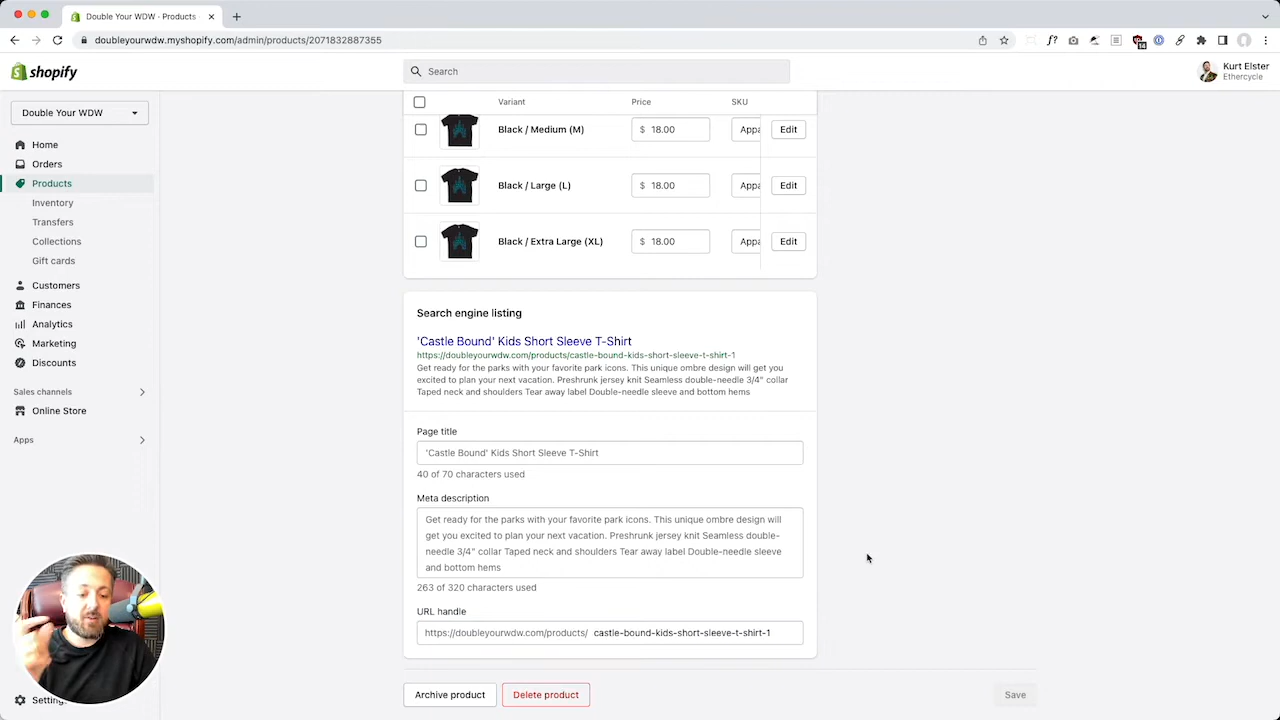 Double Your WDW - Products
doubleyourwdw.myshopify.com/admin/products/2071832887355
shopify
Search
Kurt Elster
Ethercycle
Double Your WDW
Home
Orders
Products
Inventory
Transfers
Collections
Gift cards
Customers
Finances
Analytics
Marketing
Discounts
Sales channels
Online Store
Apps
Variant Price SKU
Black / Medium (M) $ 18.00 Appa Edit
Black / Large (L) $ 18.00 Appa Edit
Black / Extra Large (XL) $ 18.00 Appa Edit
Search engine listing
'Castle Bound' Kids Short Sleeve T-Shirt
https://doubleyourwdw.com/products/castle-bound-kids-short-sleeve-t-shirt-1
Get ready for the parks with your favorite park icons. This unique ombre design will get you
excited to plan your next vacation. Preshrunk jersey knit Seamless double-needle 3/4" collar
Taped neck and shoulders Tear away label Double-needle sleeve and bottom hems
Page title
'Castle Bound' Kids Short Sleeve T-Shirt
40 of 70 characters used
Meta description
Get ready for the parks with your favorite park icons. This unique ombre design will
get you excited to plan your next vacation. Preshrunk jersey knit Seamless double-
needle 3/4" collar Taped neck and shoulders Tear away label Double-needle sleeve
and bottom hems
263 of 320 characters used
URL handle
https://doubleyourwdw.com/products/ castle-bound-kids-short-sleeve-t-shirt-1
Archive product Delete product Save